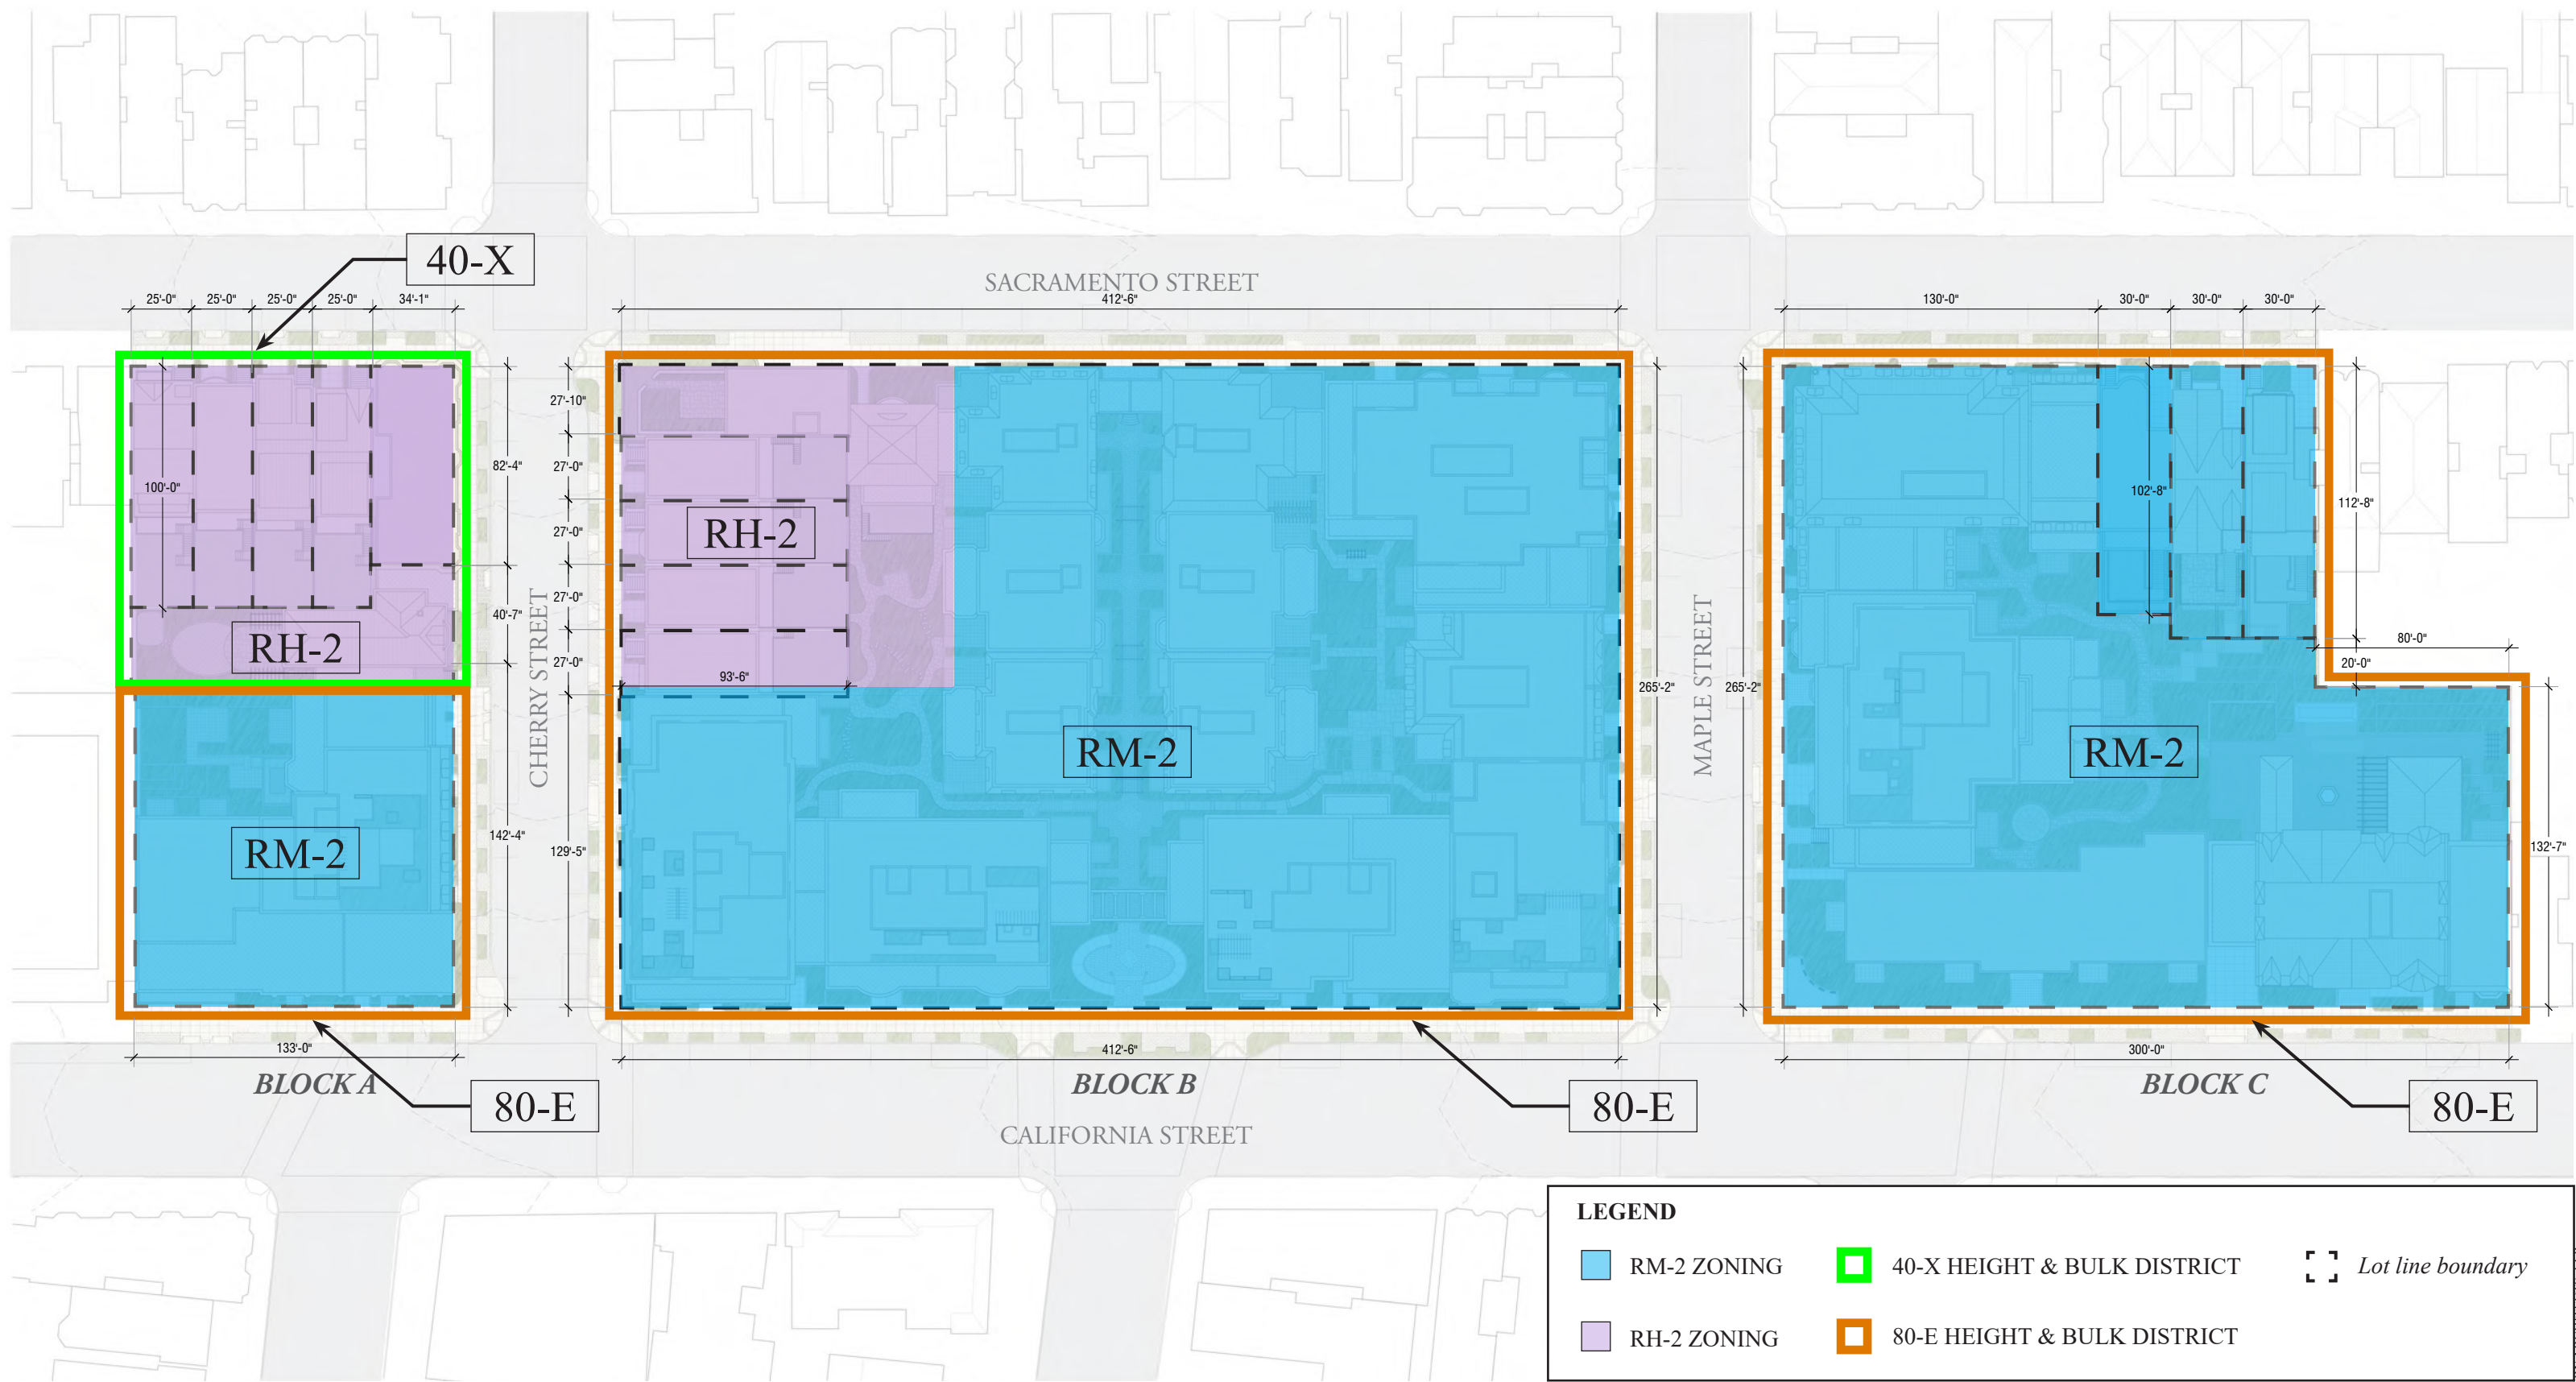 40-X
SACRAMENTO STREET
25'-0" 25'-0" 25'-0" 25'-0" 34'-1"
412'-6"
130'-0" 30'-0" 30'-0" 30'-0"
27'-10"
82'-4"
27'-0"
100'-0"
102'-8"
112'-8"
RH-2
27'-0"
27'-0"
40'-7"
RH-2
CHERRY STREET
27'-0"
93'-6"
MAPLE STREET
80'-0"
20'-0"
265'-2"
265'-2"
RM-2
RM-2
RM-2
142'-4"
129'-5"
132'-7"
133'-0"
412'-6"
300'-0"
BLOCK A
BLOCK B
BLOCK C
80-E
80-E
80-E
CALIFORNIA STREET
LEGEND
RM-2 ZONING
40-X HEIGHT & BULK DISTRICT
Lot line boundary
RH-2 ZONING
80-E HEIGHT & BULK DISTRICT